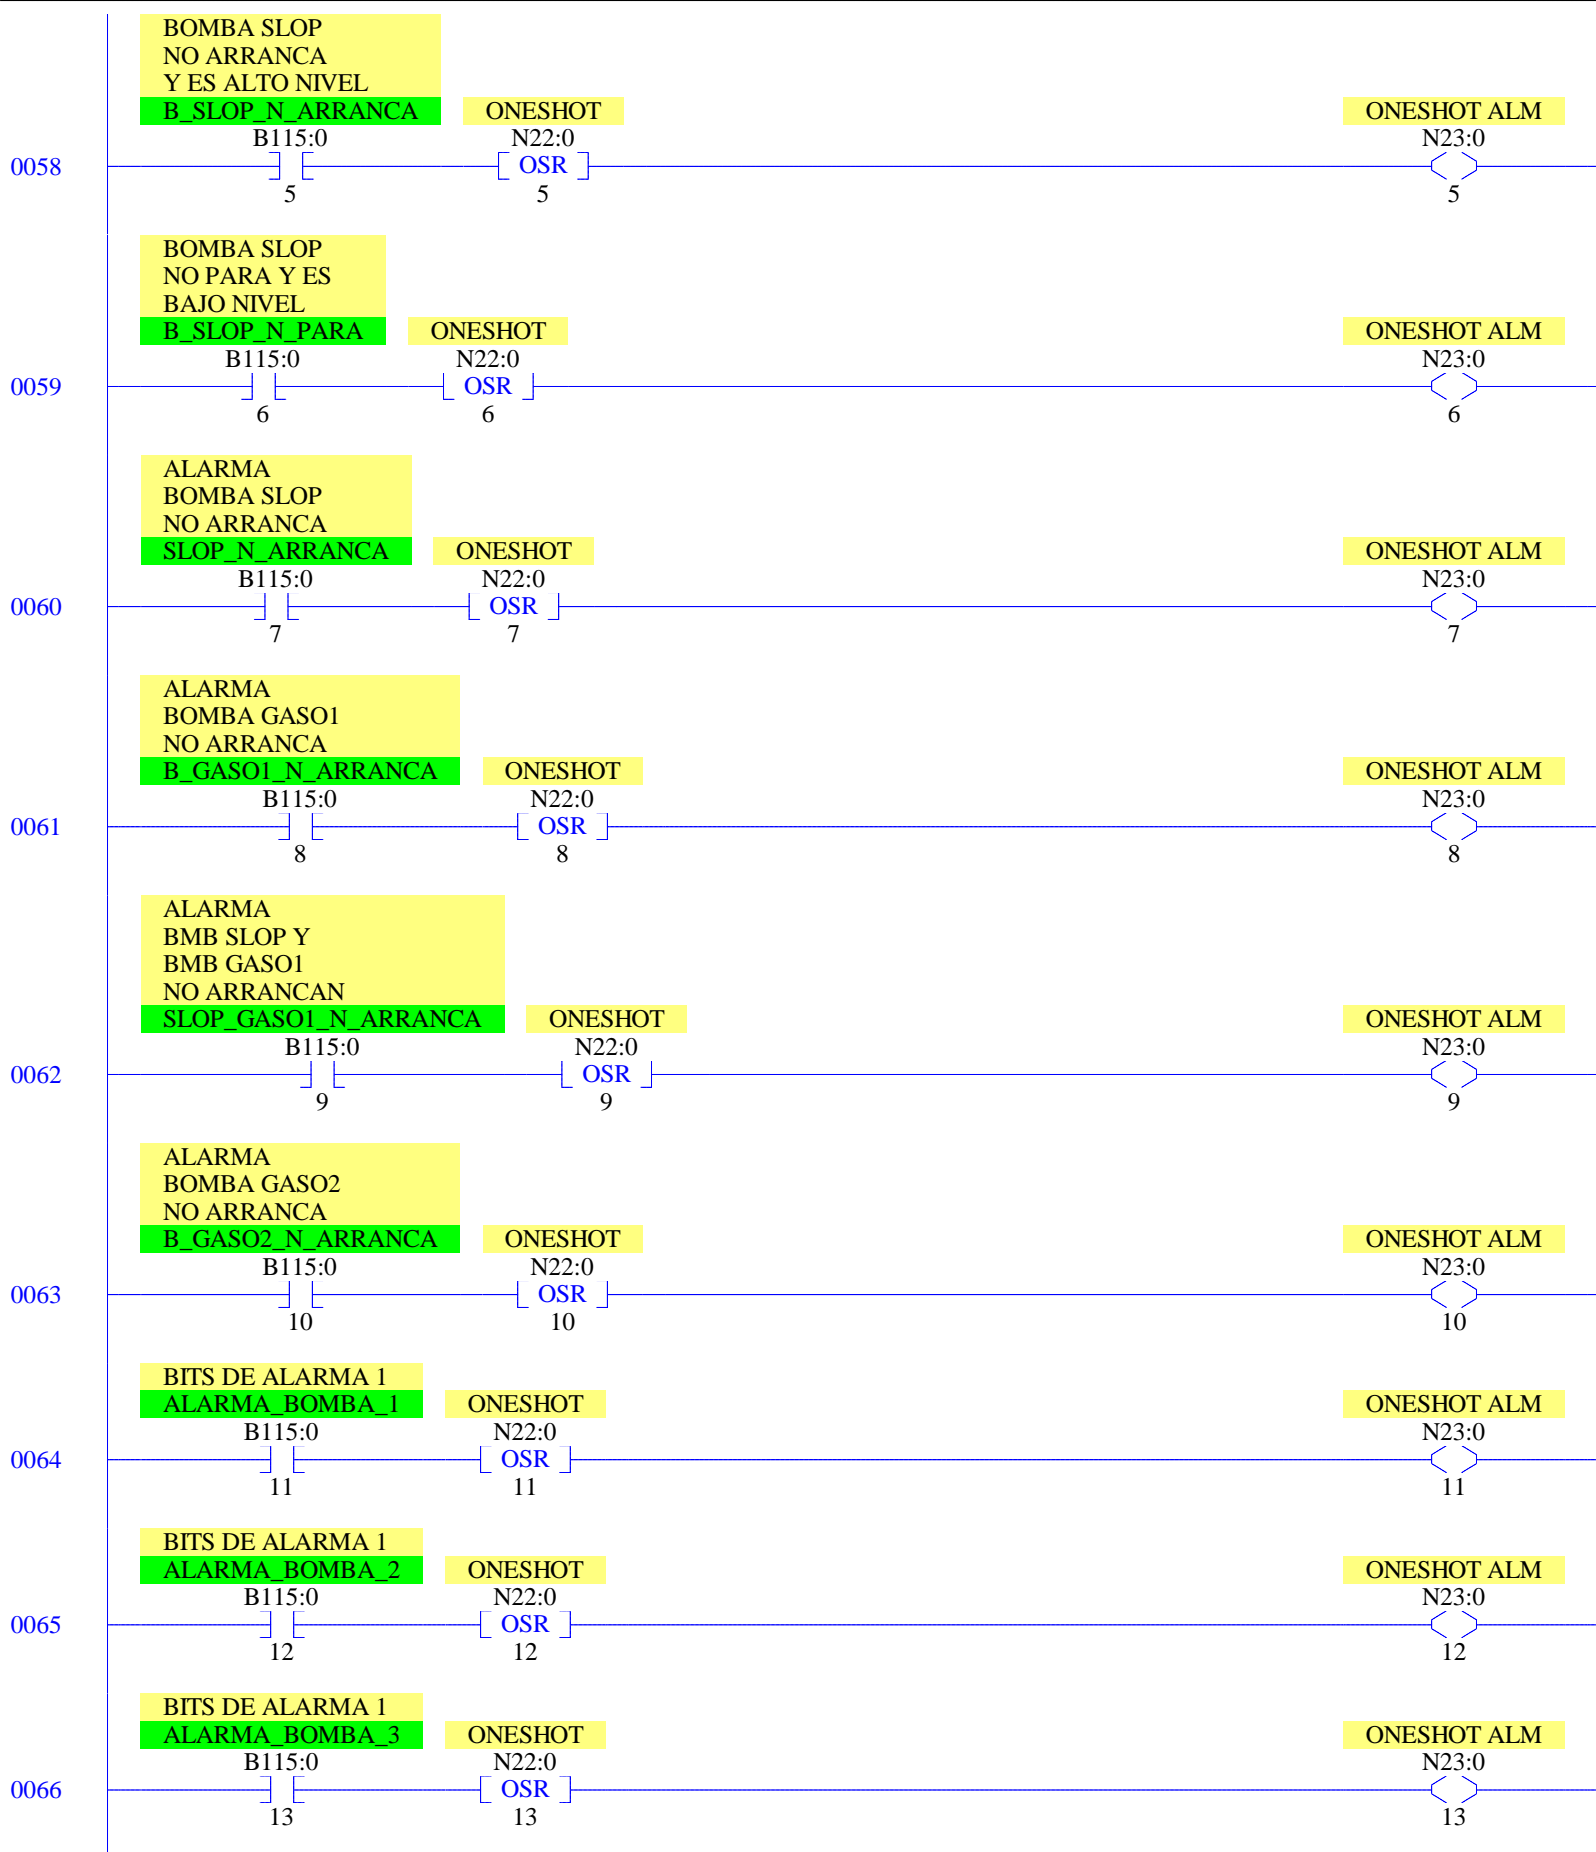 BOMBA SLOP
NO ARRANCA
Y ES ALTO NIVEL
B_SLOP_N_ARRANCA ONESHOT ONESHOT ALM
B115:0 N22:0 N23:0
0058 OSR
5 5 5
BOMBA SLOP
NO PARA Y ES
BAJO NIVEL
B_SLOP_N_PARA ONESHOT ONESHOT ALM
B115:0 N22:0 N23:0
0059 OSR
6 6 6
ALARMA
BOMBA SLOP
NO ARRANCA
SLOP_N_ARRANCA ONESHOT ONESHOT ALM
B115:0 N22:0 N23:0
0060 OSR
7 7 7
ALARMA
BOMBA GASO1
NO ARRANCA
B_GASO1_N_ARRANCA ONESHOT ONESHOT ALM
B115:0 N22:0 N23:0
0061 OSR
8 8 8
ALARMA
BMB SLOP Y
BMB GASO1
NO ARRANCAN
SLOP_GASO1_N_ARRANCA ONESHOT ONESHOT ALM
B115:0 N22:0 N23:0
0062 OSR
9 9 9
ALARMA
BOMBA GASO2
NO ARRANCA
B_GASO2_N_ARRANCA ONESHOT ONESHOT ALM
B115:0 N22:0 N23:0
0063 OSR
10 10 10
BITS DE ALARMA 1
ALARMA_BOMBA_1 ONESHOT ONESHOT ALM
B115:0 N22:0 N23:0
0064 OSR
11 11 11
BITS DE ALARMA 1
ALARMA_BOMBA_2 ONESHOT ONESHOT ALM
B115:0 N22:0 N23:0
0065 OSR
12 12 12
BITS DE ALARMA 1
ALARMA_BOMBA_3 ONESHOT ONESHOT ALM
B115:0 N22:0 N23:0
0066 OSR
13 13 13